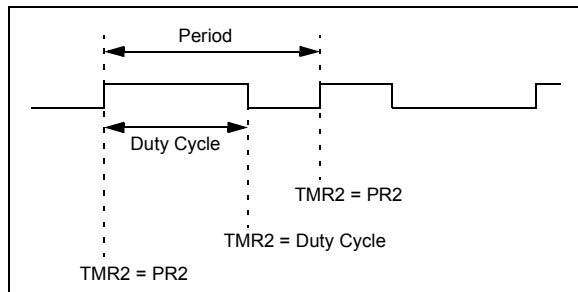 Period
Duty Cycle
TMR2 = PR2
TMR2 = Duty Cycle
TMR2 = PR2